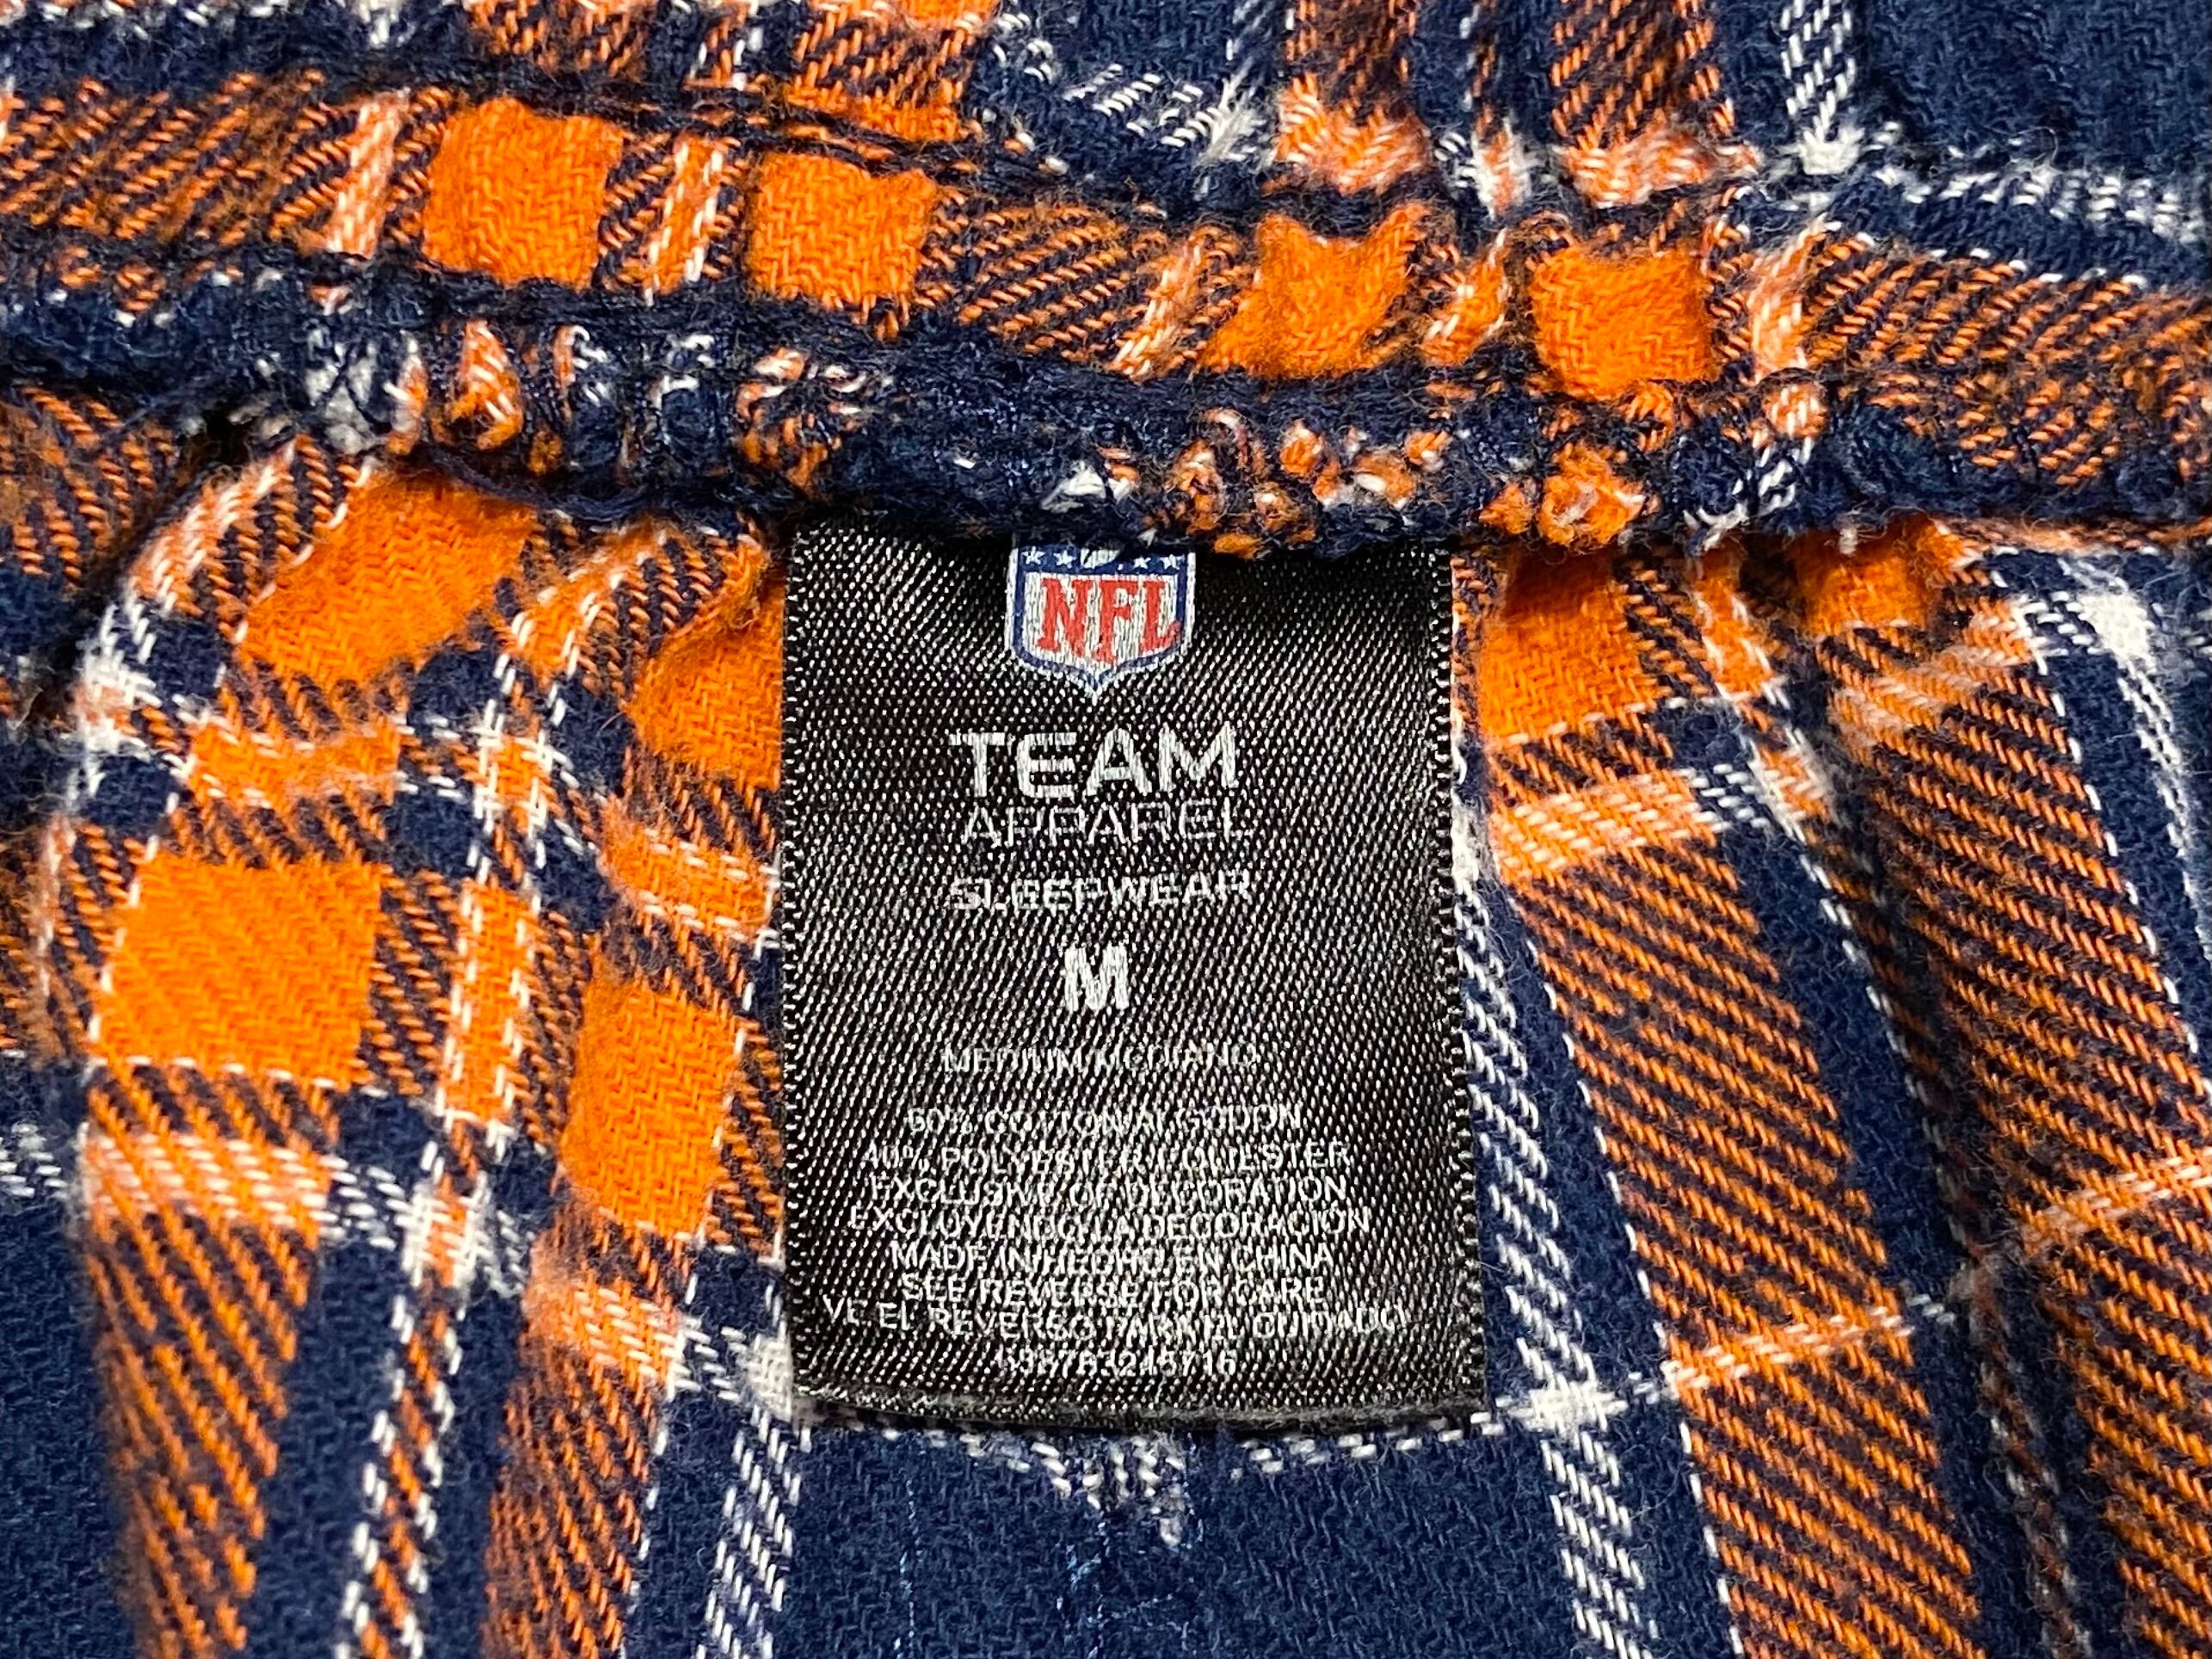 NFL
TEAM
APPAREL
SLEEPWEAR
M
MEDIUM/MEDIANO
60% COTTON/ALGODON
40% POLYESTER/POLIESTER
EXCLUSIVE OF DECORATION
EXCLUYENDO LA DECORACIÓN
MADE IN/HECHO EN CHINA
SEE REVERSE FOR CARE
VE EL REVERSO PARA EL CUIDADO